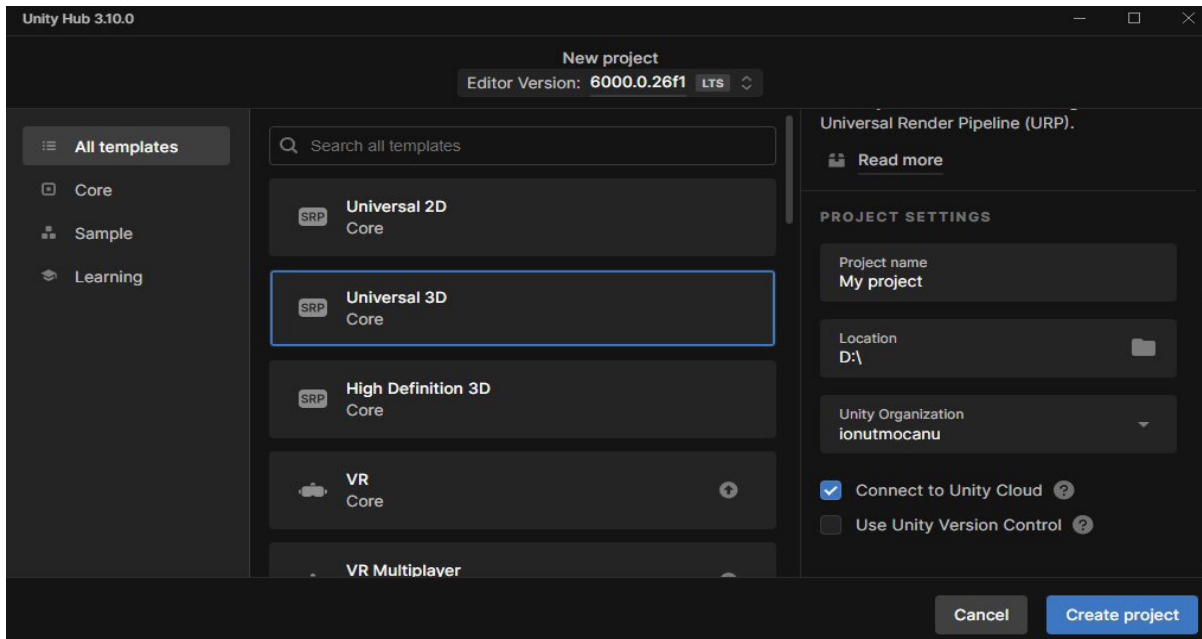 Unity Hub 3.10.0
New project
Editor Version: 6000.0.26f1 LTS
All templates
Core
Sample
Learning
Search all templates
SRP
Universal 2D
Core
SRP
Universal 3D
Core
SRP
High Definition 3D
Core
VR
Core
VR Multiplayer
Universal Render Pipeline (URP).
Read more
PROJECT SETTINGS
Project name
My project
Location
D:\
Unity Organization
ionutmocanu
Connect to Unity Cloud ?
Use Unity Version Control ?
Cancel
Create project